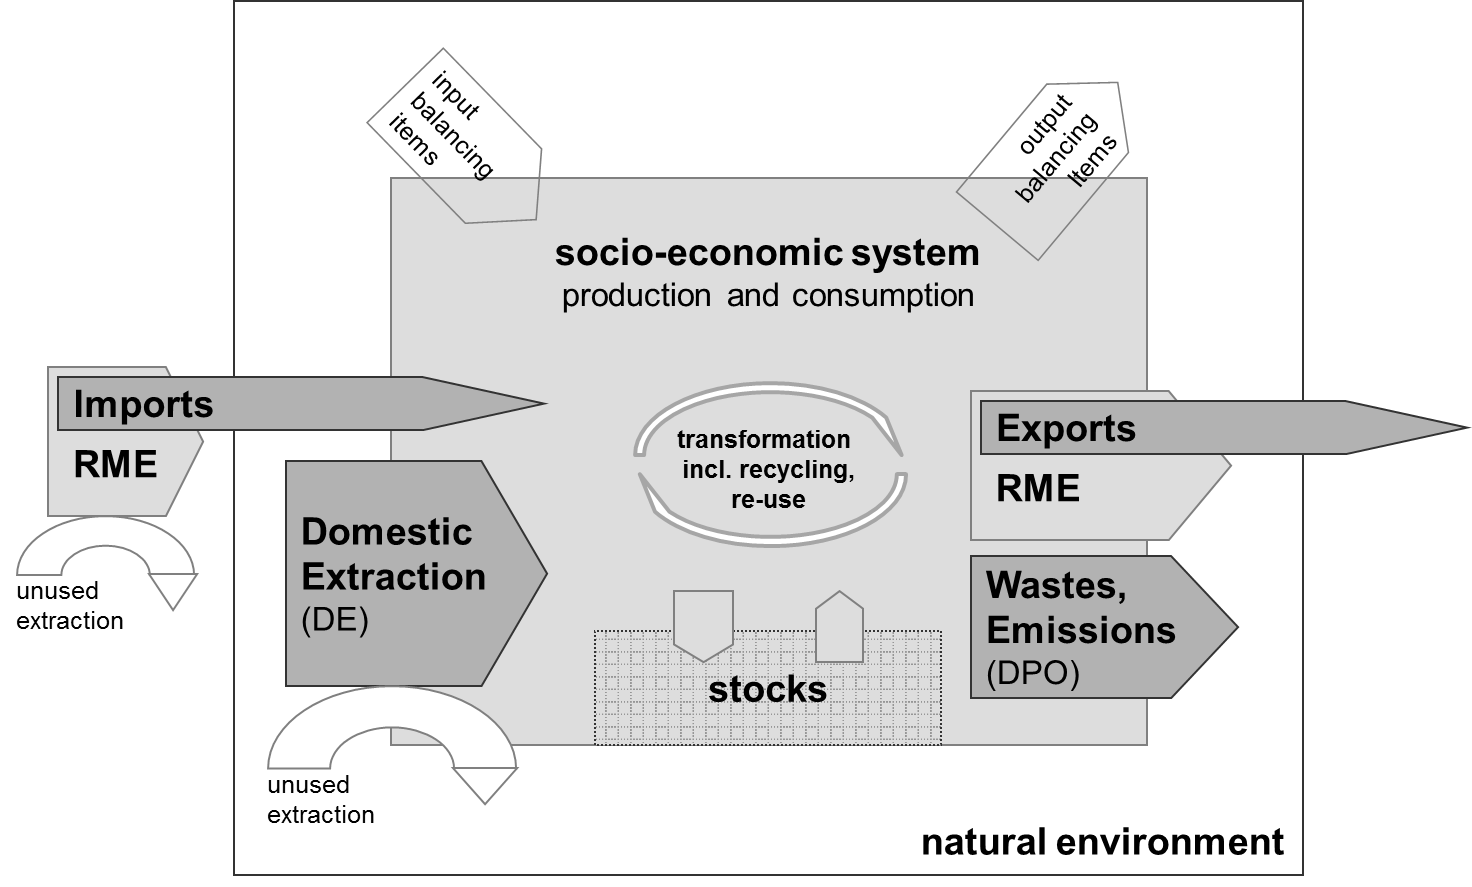 input
balancing
items
output
balancing
Items
socio-economic system
production and consumption
Imports
RME
transformation
incl. recycling,
re-use
Exports
RME
Domestic
Extraction
(DE)
unused
extraction
Wastes,
Emissions
(DPO)
stocks
unused
extraction
natural environment